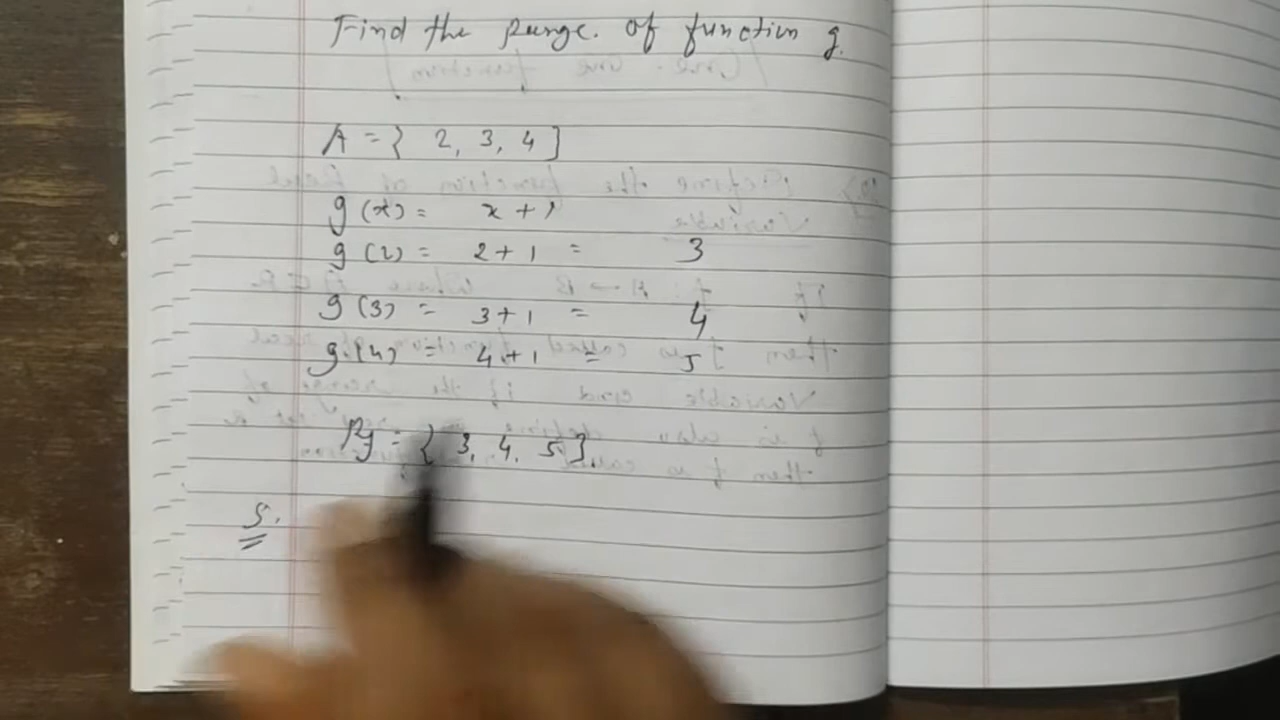 Find the Range. of function g.
A = { 2, 3, 4 }
g (x) = x + 1
g (2) = 2 + 1 = 3
g (3) = 3 + 1 = 4
g (4) = 4 + 1 = 5
Rg = { 3, 4, 5 }
5.